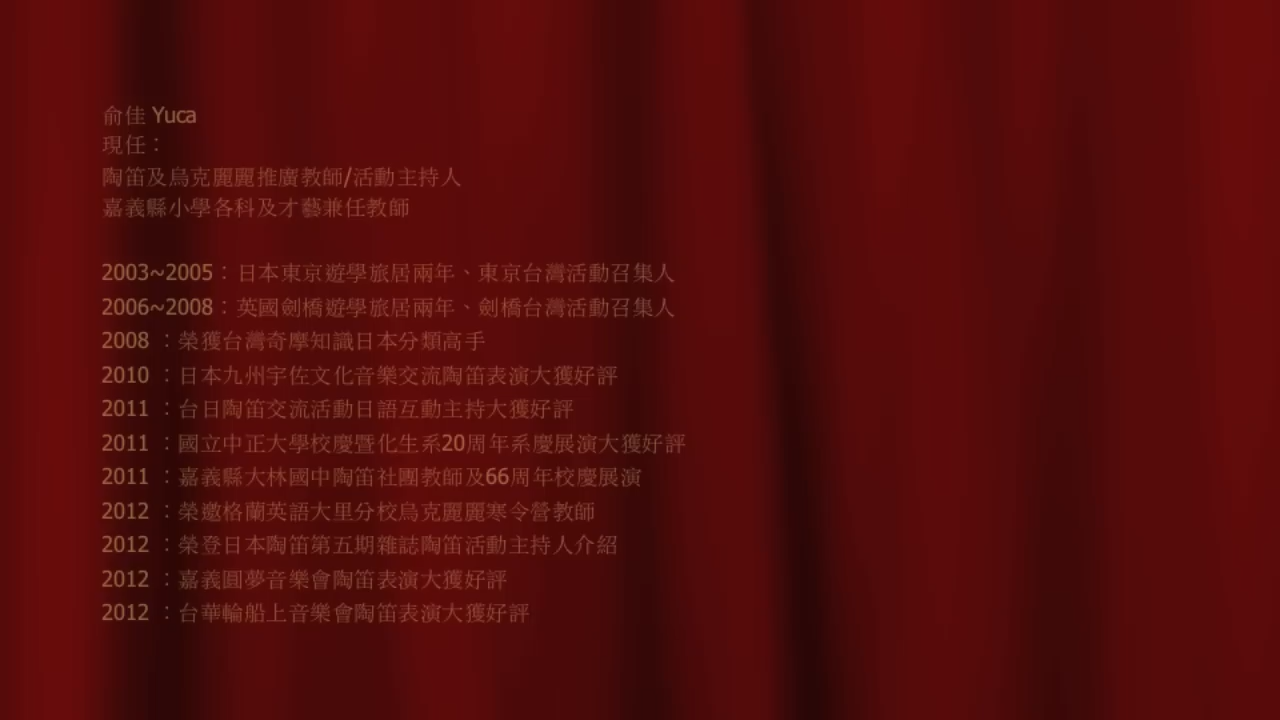 俞佳 Yuca
現任：
陶笛及烏克麗麗推廣教師/活動主持人
嘉義縣小學各科及才藝兼任教師
2003~2005：日本東京遊學旅居兩年、東京台灣活動召集人
2006~2008：英國劍橋遊學旅居兩年、劍橋台灣活動召集人
2008 ：榮獲台灣奇摩知識日本分類高手
2010 ：日本九州宇佐文化音樂交流陶笛表演大獲好評
2011 ：台日陶笛交流活動日語互動主持大獲好評
2011 ：國立中正大學校慶暨化生系20周年系慶展演大獲好評
2011 ：嘉義縣大林國中陶笛社團教師及66周年校慶展演
2012 ：榮邀格蘭英語大里分校烏克麗麗寒令營教師
2012 ：榮登日本陶笛第五期雜誌陶笛活動主持人介紹
2012 ：嘉義圓夢音樂會陶笛表演大獲好評
2012 ：台華輪船上音樂會陶笛表演大獲好評